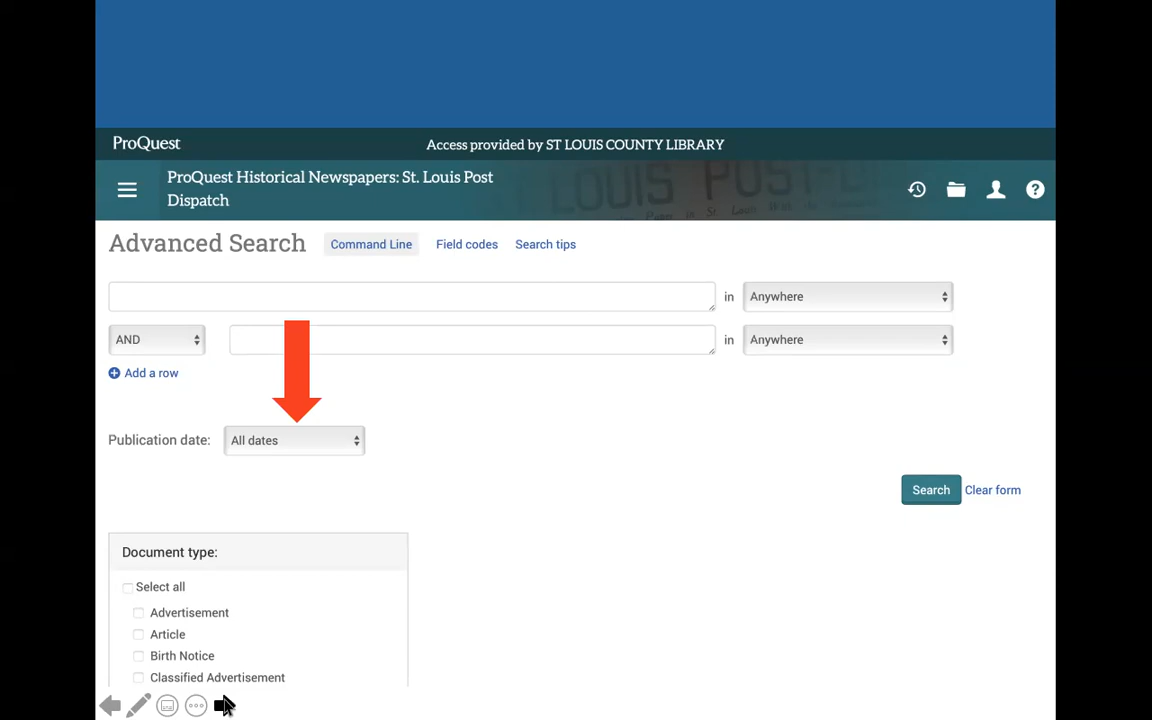 ProQuest
Access provided by ST LOUIS COUNTY LIBRARY
ProQuest Historical Newspapers: St. Louis Post
Dispatch
LOUIS POST-D
Advanced Search Command Line Field codes Search tips
in Anywhere
AND in Anywhere
Add a row
Publication date: All dates
Search Clear form
Document type:
Select all
Advertisement
Article
Birth Notice
Classified Advertisement